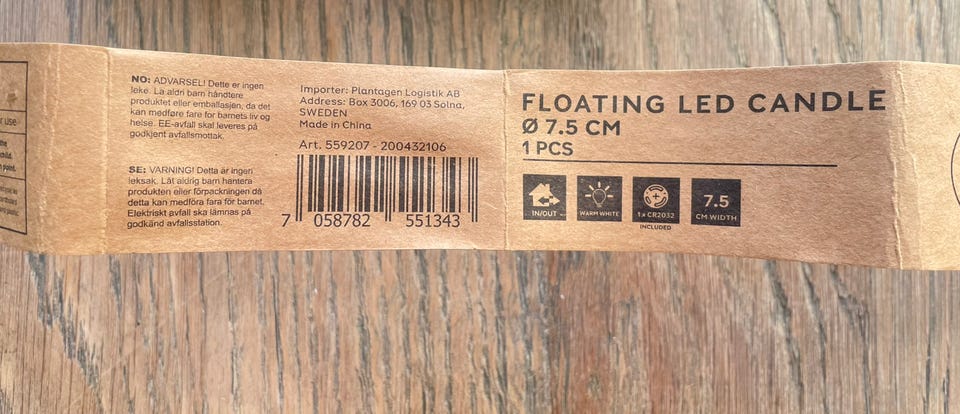 r use
the
child.
n point.
NO: ADVARSEL! Dette er ingen
leke. La aldri barn håndtere
produktet eller emballasjen, da det
kan medføre fare for barnets liv og
helse. EE-avfall skal leveres på
godkjent avfallsmottak.
SE: VARNING! Detta är ingen
leksak. Låt aldrig barn hantera
produkten eller förpackningen då
detta kan medföra fara för barnet.
Elektriskt avfall ska lämnas på
godkänd avfallsstation.
Importer: Plantagen Logistik AB
Address: Box 3006, 169 03 Solna,
SWEDEN
Made in China
Art. 559207 - 200432106
7 058782 551343
FLOATING LED CANDLE
Ø 7.5 CM
1 PCS
IN/OUT
WARM WHITE
1 x CR2032
INCLUDED
7.5
CM WIDTH